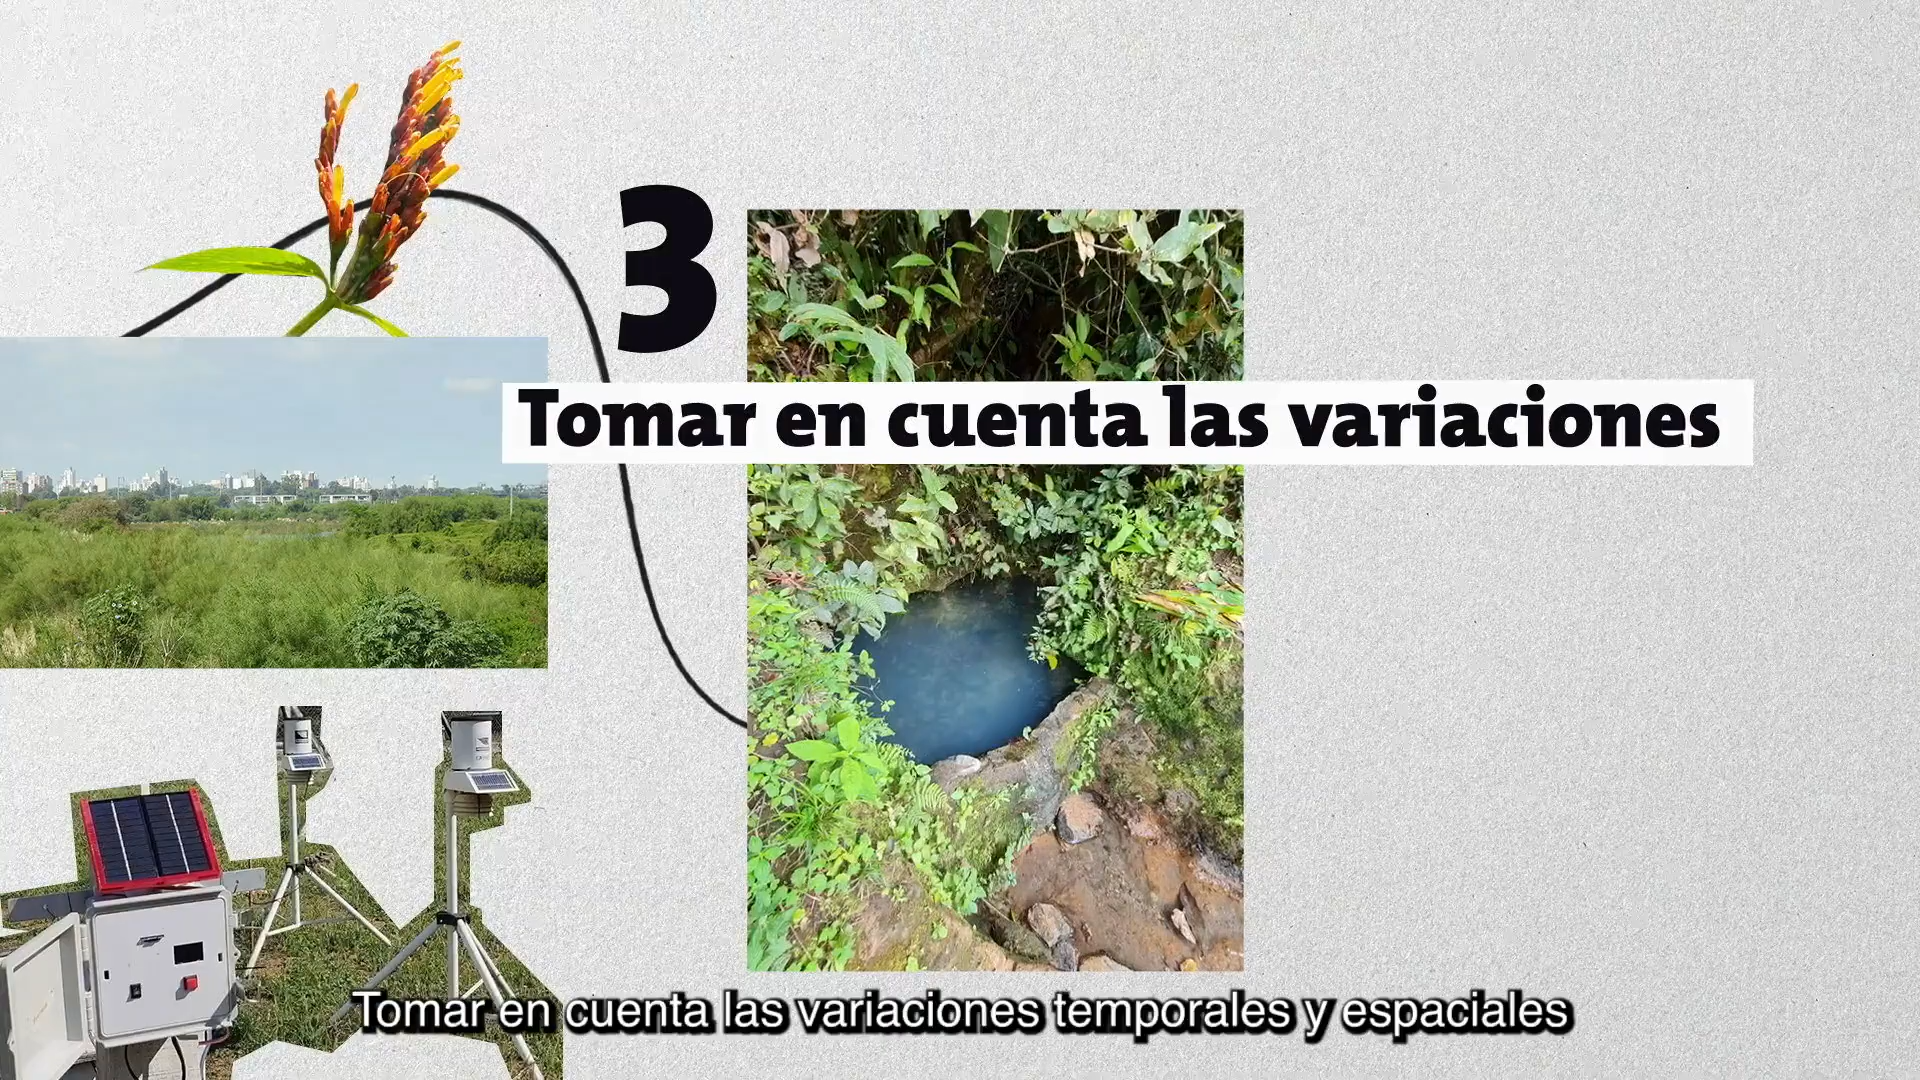 3
Tomar en cuenta las variaciones
Tomar en cuenta las variaciones temporales y espaciales